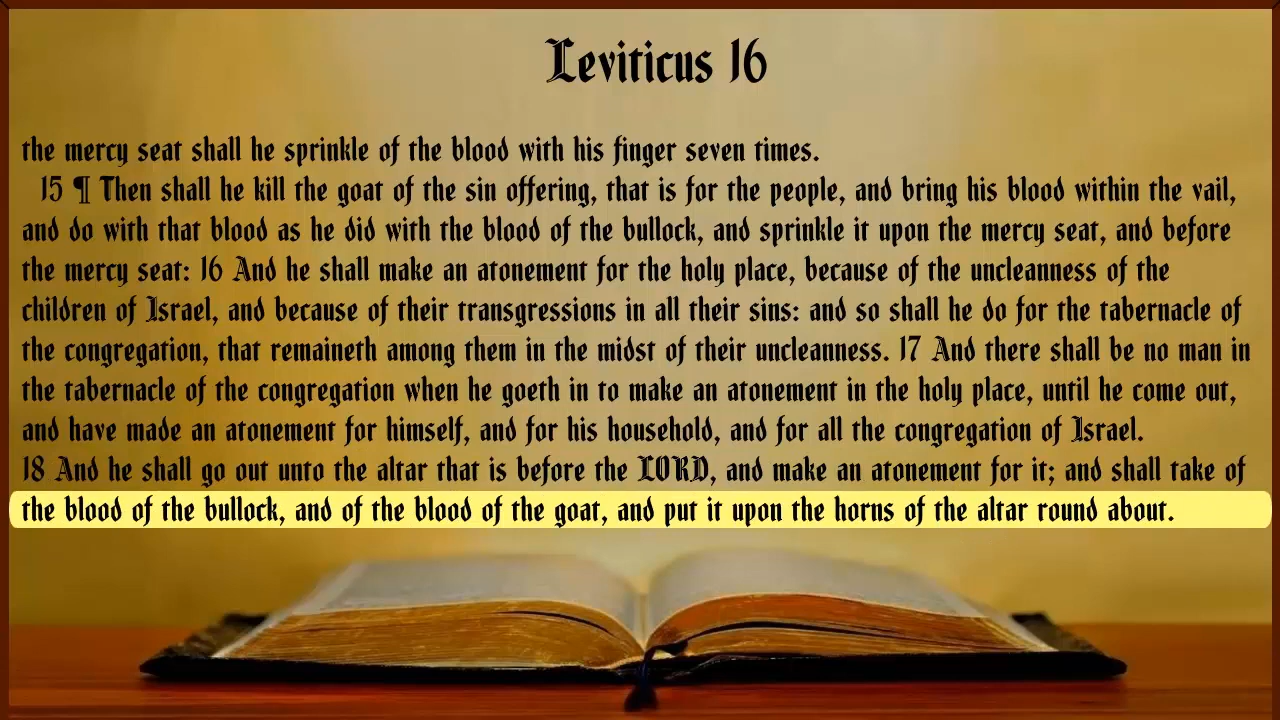 Leviticus 16
the mercy seat shall he sprinkle of the blood with his finger seven times.
15 ¶ Then shall he kill the goat of the sin offering, that is for the people, and bring his blood within the vail,
and do with that blood as he did with the blood of the bullock, and sprinkle it upon the mercy seat, and before
the mercy seat: 16 And he shall make an atonement for the holy place, because of the uncleanness of the
children of Israel, and because of their transgressions in all their sins: and so shall he do for the tabernacle of
the congregation, that remaineth among them in the midst of their uncleanness. 17 And there shall be no man in
the tabernacle of the congregation when he goeth in to make an atonement in the holy place, until he come out,
and have made an atonement for himself, and for his household, and for all the congregation of Israel.
18 And he shall go out unto the altar that is before the LORD, and make an atonement for it; and shall take of
the blood of the bullock, and of the blood of the goat, and put it upon the horns of the altar round about.